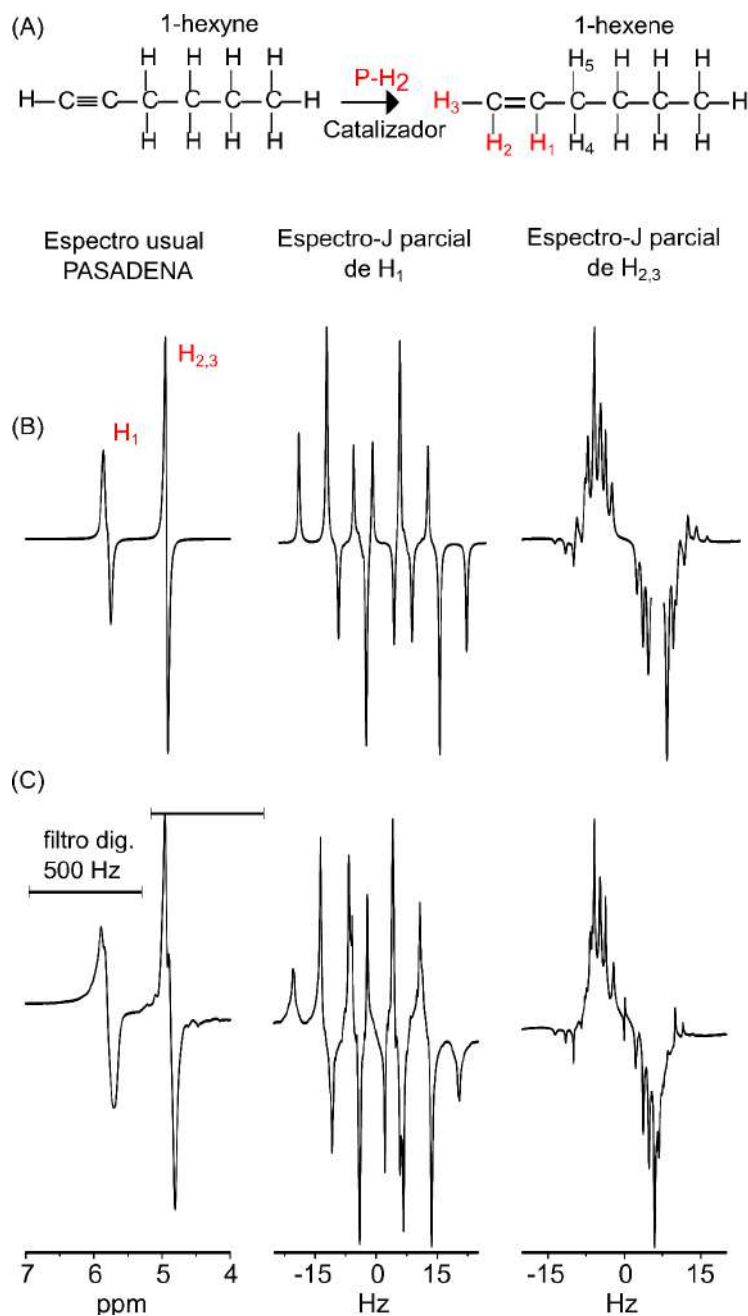 (A)
1-hexyne
1-hexene
H H H H
P-H2
H5 H H H
H—C≡C—C—C—C—C—H
Catalizador
H3—C=C—C—C—C—C—H
H H H H
H2 H1 H4 H H H
Espectro usual
PASADENA
Espectro-J parcial
de H1
Espectro-J parcial
de H2,3
(B)
H1
H2,3
(C)
filtro dig.
500 Hz
7 6 5 4
ppm
-15 0 15
Hz
-15 0 15
Hz